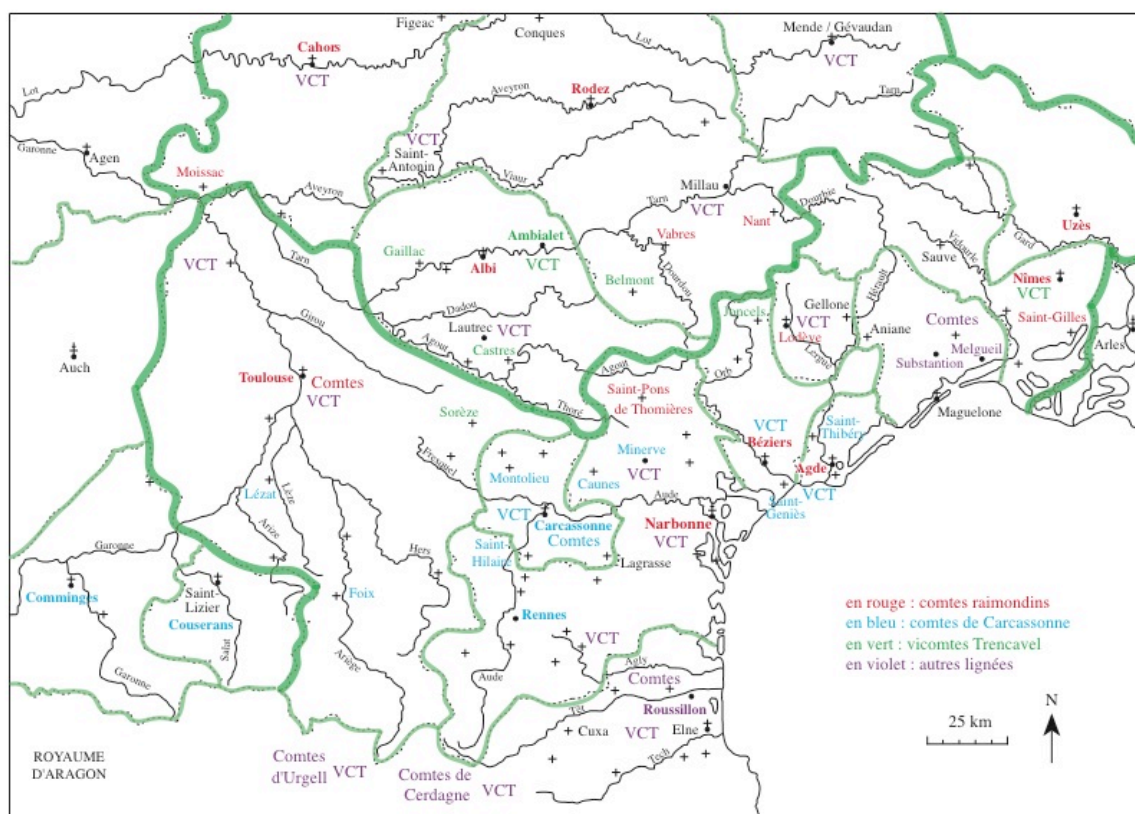 Figeac
Conques
Cahors
VCT
Lot
Lot
Mende / Gévaudan
VCT
Rodez
Aveyron
Tarn
Garonne
Agen
VCT
Saint-
Antonin
Moissac
Aveyron
Viaur
Millau
VCT
Tarn
Dourbie
Nant
Uzès
Gard
Vidourle
Sauve
Nîmes
VCT
VCT
Tarn
Gaillac
Albi
Ambialet
VCT
Vabres
Dourdou
Belmont
Hérault
Gellone
VCT
Joncels
Lodève
Lergue
Aniane
Comtes
Saint-Gilles
Melgueil
Substantion
Arles
Dadou
Lautrec
VCT
Castres
Agout
Agout
Girou
Auch
Toulouse
Comtes
VCT
Orb
Saint-Pons
de Thomières
Thoré
Maguelone
Sorèze
VCT
Béziers
Saint-
Thibéry
Agde
VCT
Saint-
Geniès
Fresquel
Montolieu
Minerve
VCT
Caunes
Lézat
Lèze
Arize
Aude
VCT
Carcassonne
Comtes
Narbonne
VCT
Garonne
Hers
Saint-
Hilaire
Lagrasse
Comminges
Saint-
Lizier
Couserans
Foix
Rennes
Salat
Ariège
Garonne
Aude
VCT
Agly
Comtes
Têt
Roussillon
Cuxa
VCT
Elne
Tech
ROYAUME
D'ARAGON
Comtes
d'Urgell
VCT
Comtes de
Cerdagne
VCT
en rouge : comtes raimondins
en bleu : comtes de Carcassonne
en vert : vicomtes Trencavel
en violet : autres lignées
25 km
N